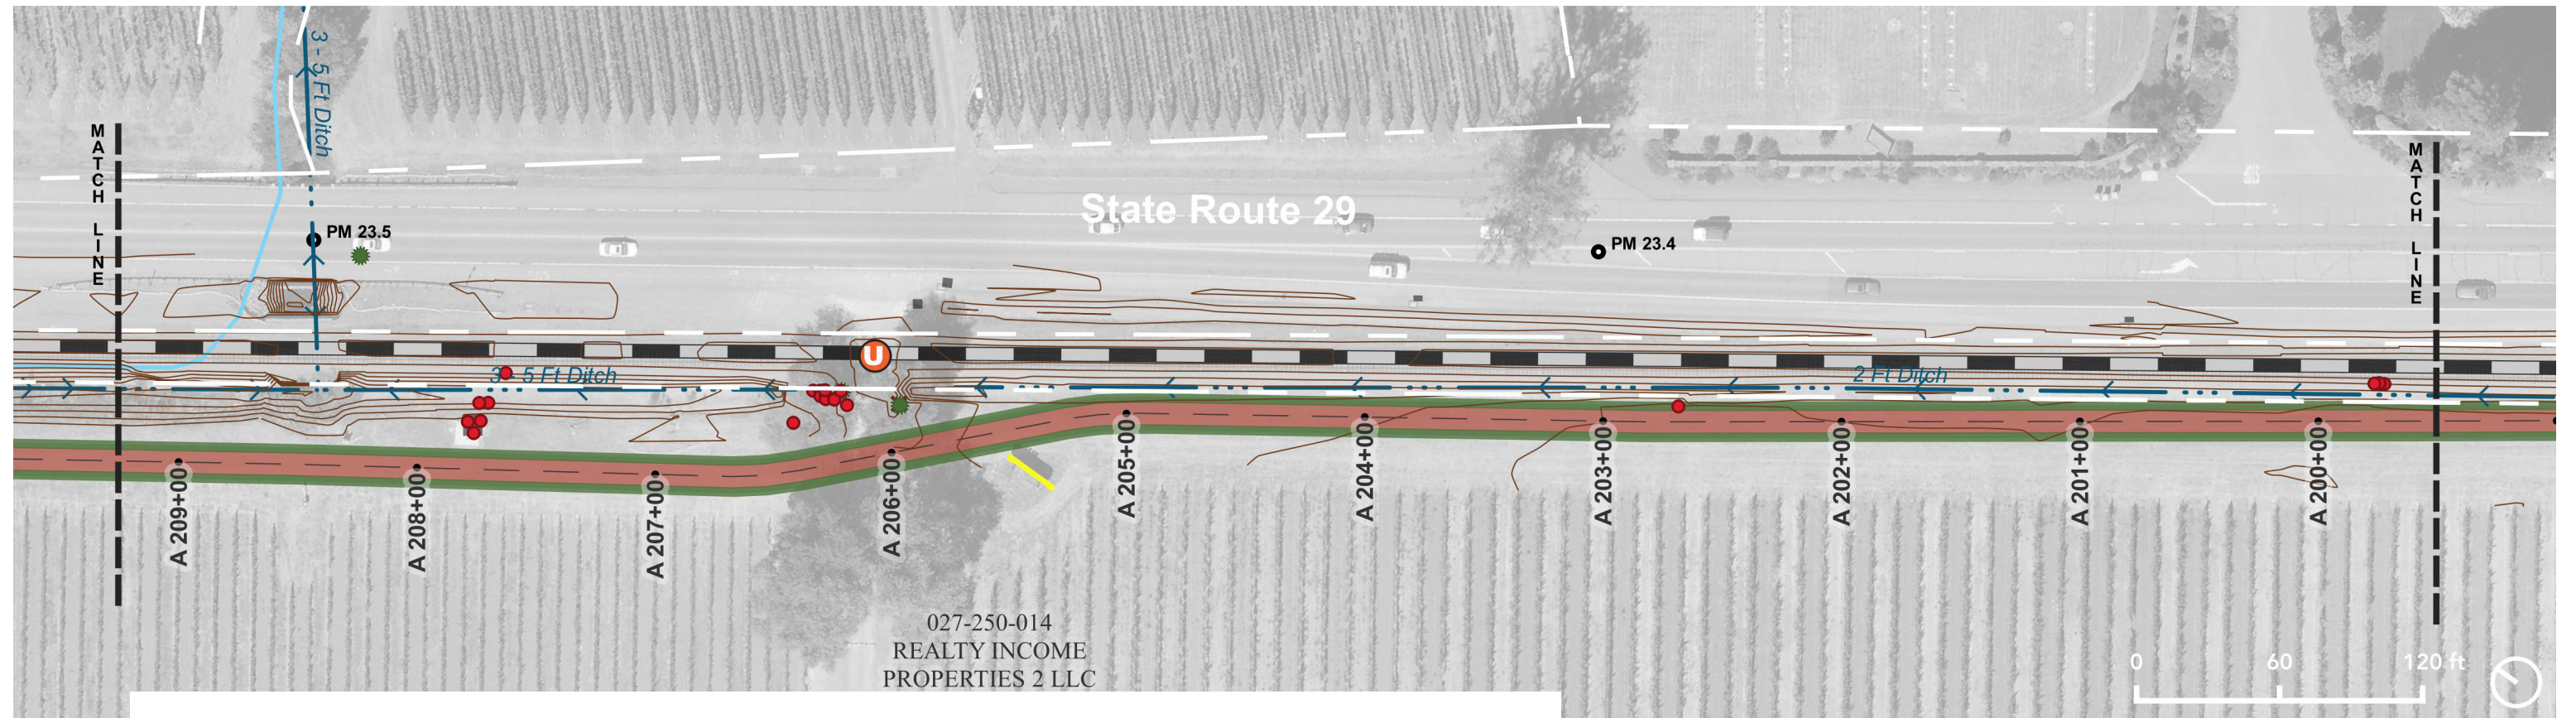 3 - 5 Ft Ditch
MATCH LINE
MATCH LINE
State Route 29
PM 23.5
PM 23.4
U
3 - 5 Ft Ditch
2 Ft Ditch
A 209+00
A 208+00
A 207+00
A 206+00
A 205+00
A 204+00
A 203+00
A 202+00
A 201+00
A 200+00
027-250-014
REALTY INCOME
PROPERTIES 2 LLC
0 60 120 ft